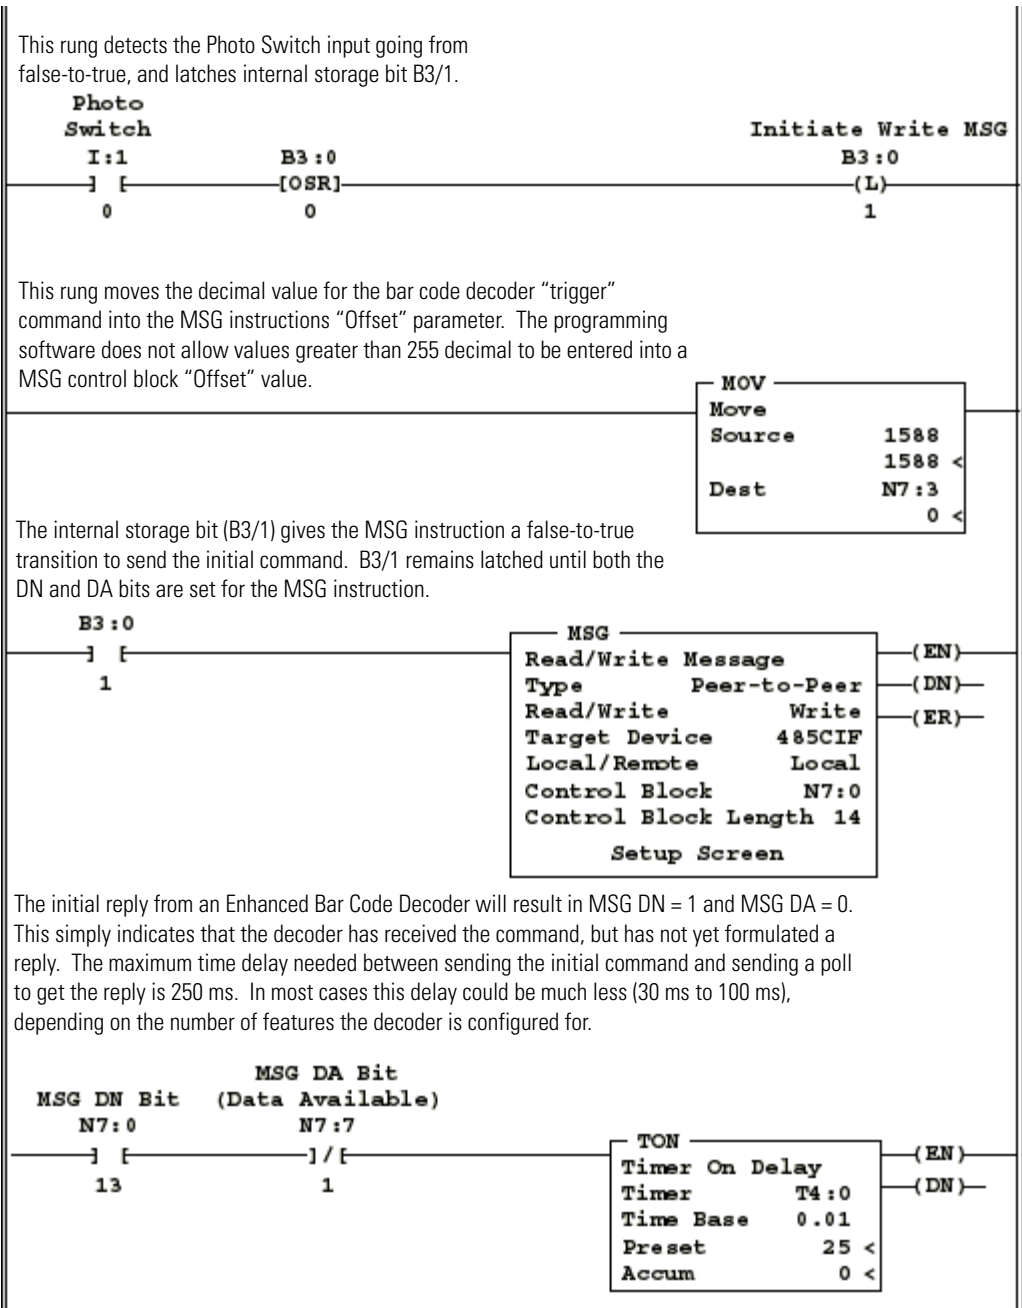 This rung detects the Photo Switch input going from
false-to-true, and latches internal storage bit B3/1.
Photo
Switch
Initiate Write MSG
I:1 B3:0 B3:0
] [ [OSR] (L)
0 0 1
This rung moves the decimal value for the bar code decoder “trigger”
command into the MSG instructions “Offset” parameter. The programming
software does not allow values greater than 255 decimal to be entered into a
MSG control block “Offset” value.
MOV
Move
Source 1588
1588 <
Dest N7:3
0 <
The internal storage bit (B3/1) gives the MSG instruction a false-to-true
transition to send the initial command. B3/1 remains latched until both the
DN and DA bits are set for the MSG instruction.
B3:0
] [
1
MSG
Read/Write Message
Type Peer-to-Peer
Read/Write Write
Target Device 485CIF
Local/Remote Local
Control Block N7:0
Control Block Length 14
Setup Screen
(EN)
(DN)
(ER)
The initial reply from an Enhanced Bar Code Decoder will result in MSG DN = 1 and MSG DA = 0.
This simply indicates that the decoder has received the command, but has not yet formulated a
reply. The maximum time delay needed between sending the initial command and sending a poll
to get the reply is 250 ms. In most cases this delay could be much less (30 ms to 100 ms),
depending on the number of features the decoder is configured for.
MSG DA Bit
MSG DN Bit (Data Available)
N7:0 N7:7
] [ ]/[
13 1
TON
Timer On Delay
Timer T4:0
Time Base 0.01
Preset 25 <
Accum 0 <
(EN)
(DN)